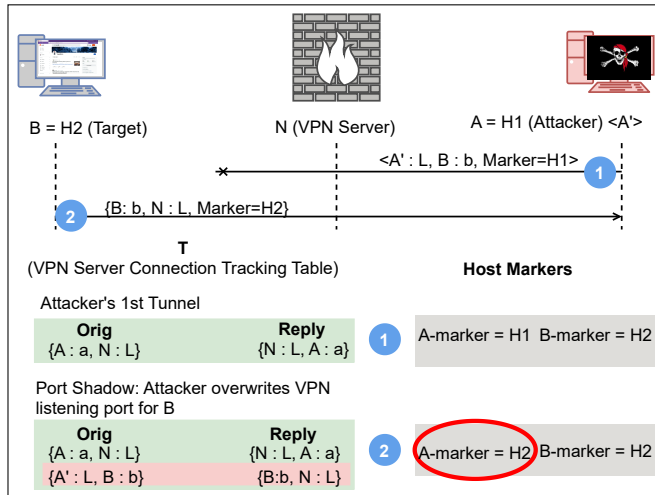 B = H2 (Target)
N (VPN Server)
A = H1 (Attacker) <A'>
<A' : L, B : b, Marker=H1>
1
2
{B: b, N : L, Marker=H2}
T
(VPN Server Connection Tracking Table)
Host Markers
Attacker's 1st Tunnel
Orig Reply
{A : a, N : L} {N : L, A : a}
1
A-marker = H1 B-marker = H2
Port Shadow: Attacker overwrites VPN
listening port for B
Orig Reply
{A : a, N : L} {N : L, A : a}
{A' : L, B : b} {B:b, N : L}
2
A-marker = H2 B-marker = H2